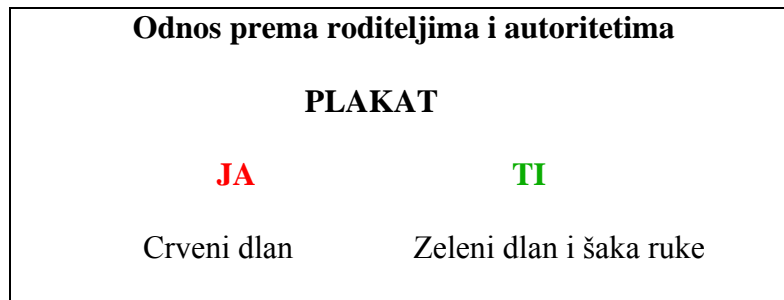 Odnos prema roditeljima i autoritetima
PLAKAT
JA TI
Crveni dlan Zeleni dlan i šaka ruke